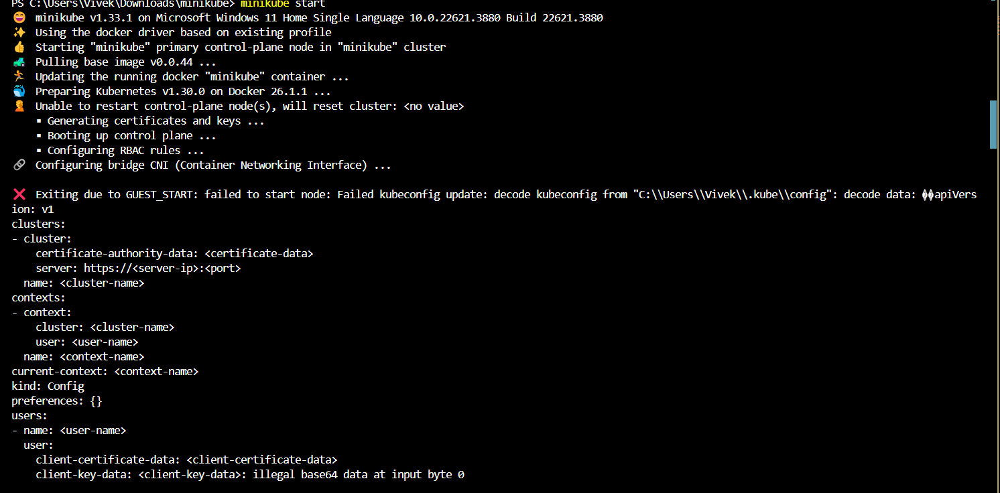 PS C:\Users\Vivek\Downloads\minikube> minikube start
😄  minikube v1.33.1 on Microsoft Windows 11 Home Single Language 10.0.22621.3880 Build 22621.3880
✨  Using the docker driver based on existing profile
👍  Starting "minikube" primary control-plane node in "minikube" cluster
🚜  Pulling base image v0.0.44 ...
🏃  Updating the running docker "minikube" container ...
🐳  Preparing Kubernetes v1.30.0 on Docker 26.1.1 ...
🤦  Unable to restart control-plane node(s), will reset cluster: <no value>
    ▪ Generating certificates and keys ...
    ▪ Booting up control plane ...
    ▪ Configuring RBAC rules ...
🔗  Configuring bridge CNI (Container Networking Interface) ...
❌  Exiting due to GUEST_START: failed to start node: Failed kubeconfig update: decode kubeconfig from "C:\\Users\\Vivek\\.kube\\config": decode data: ��apiVers
ion: v1
clusters:
- cluster:
    certificate-authority-data: <certificate-data>
    server: https://<server-ip>:<port>
  name: <cluster-name>
contexts:
- context:
    cluster: <cluster-name>
    user: <user-name>
  name: <context-name>
current-context: <context-name>
kind: Config
preferences: {}
users:
- name: <user-name>
  user:
    client-certificate-data: <client-certificate-data>
    client-key-data: <client-key-data>: illegal base64 data at input byte 0